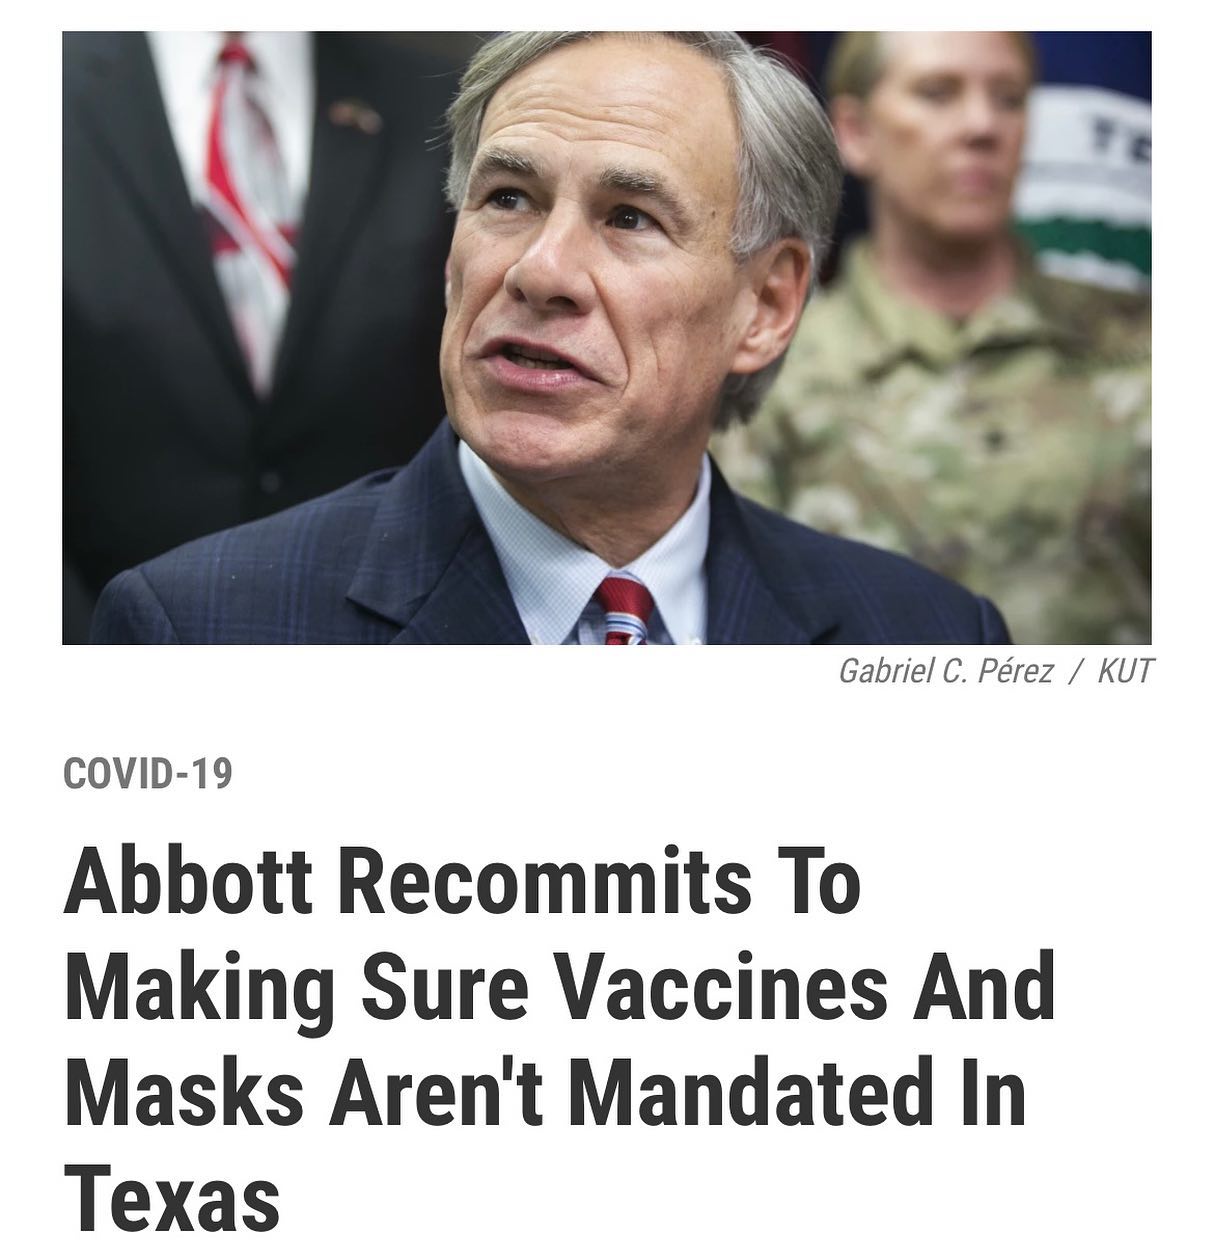 Gabriel C. Pérez / KUT
COVID-19
Abbott Recommits To
Making Sure Vaccines And
Masks Aren't Mandated In
Texas